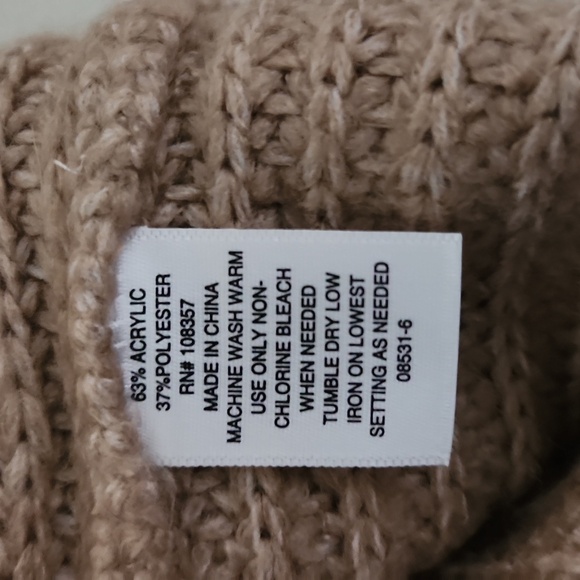 63% ACRYLIC
37%POLYESTER
RN# 108357
MADE IN CHINA
MACHINE WASH WARM
USE ONLY NON-
CHLORINE BLEACH
WHEN NEEDED
TUMBLE DRY LOW
IRON ON LOWEST
SETTING AS NEEDED
08531-6